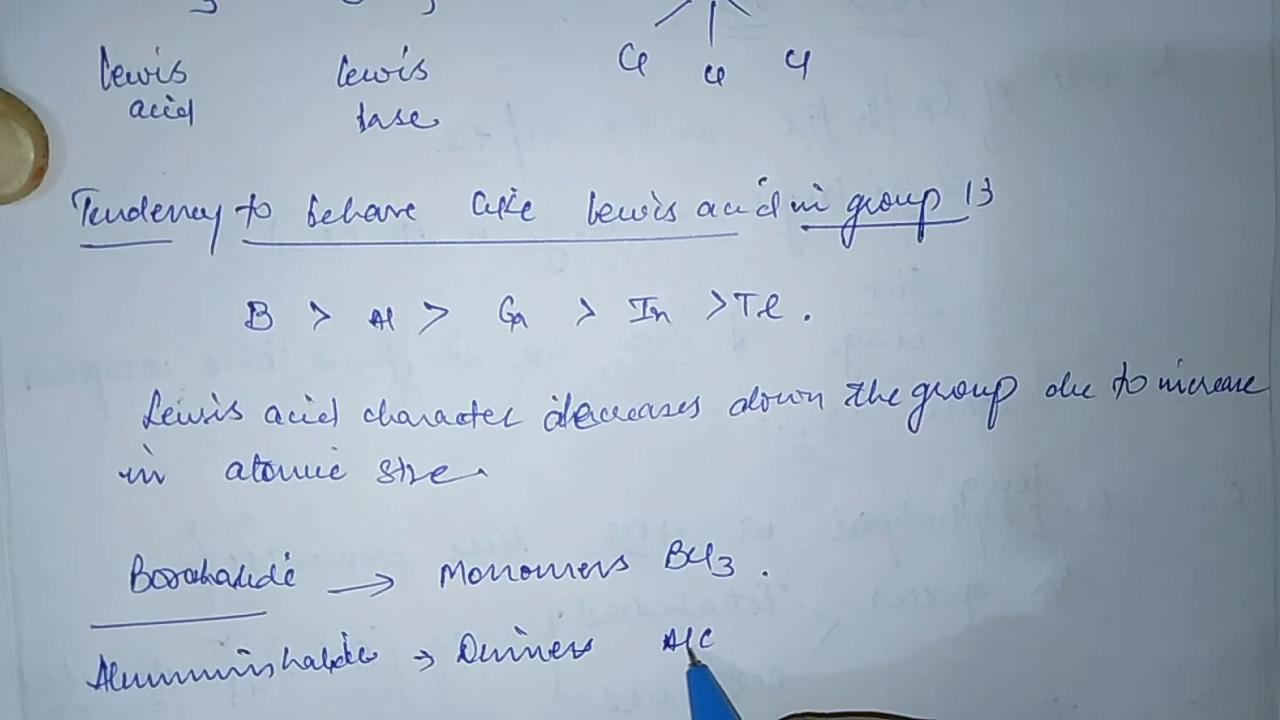 Cl Cl Cl
Lewis Lewis
acid base
Tendency to behave like lewis acid in group 13
B > Al > Ga > In > Tl .
Lewis acid character decreases down the group due to increase
in atomic size.
Borohalide → Monomers BCl3 .
Aluminium halide → Dimers AlC